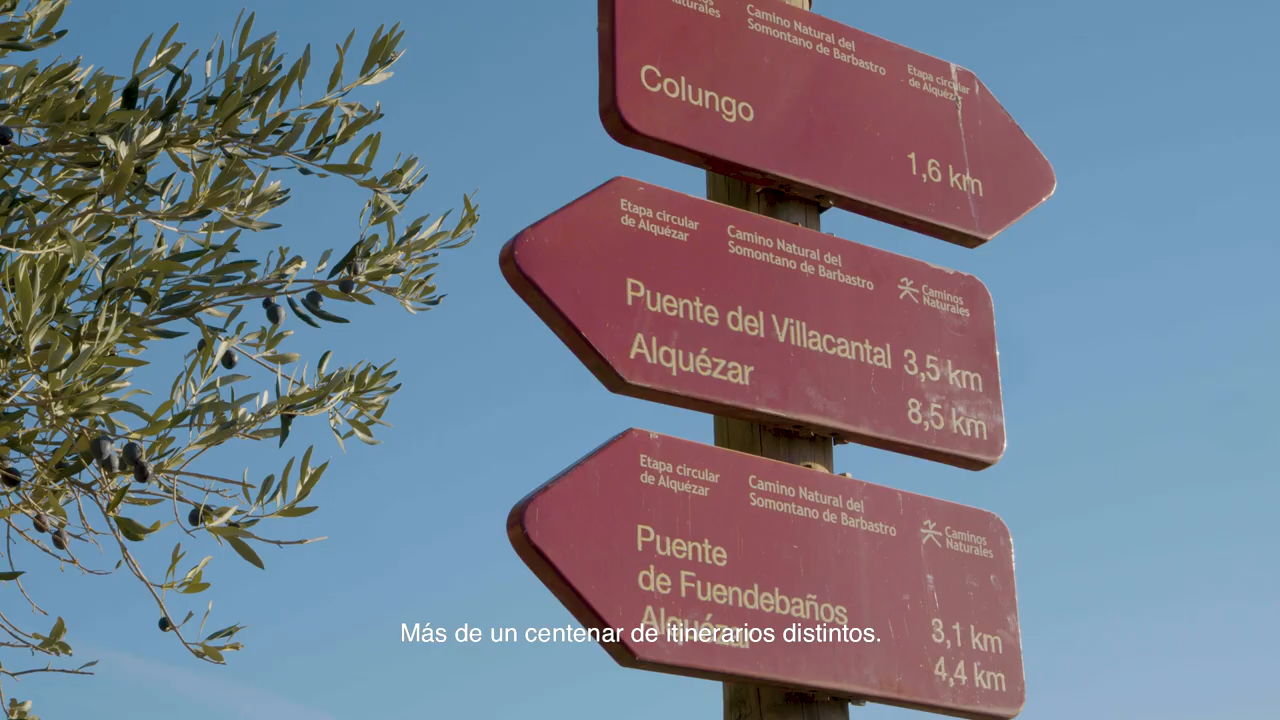 Naturales
Camino Natural del
Somontano de Barbastro
Etapa circular
de Alquézar
Colungo
1,6 km
Etapa circular
de Alquézar
Camino Natural del
Somontano de Barbastro
Caminos
Naturales
Puente del Villacantal 3,5 km
Alquézar 8,5 km
Etapa circular
de Alquézar
Camino Natural del
Somontano de Barbastro
Caminos
Naturales
Puente
de Fuendebaños 3,1 km
Alquézar 4,4 km
Más de un centenar de itinerarios distintos.